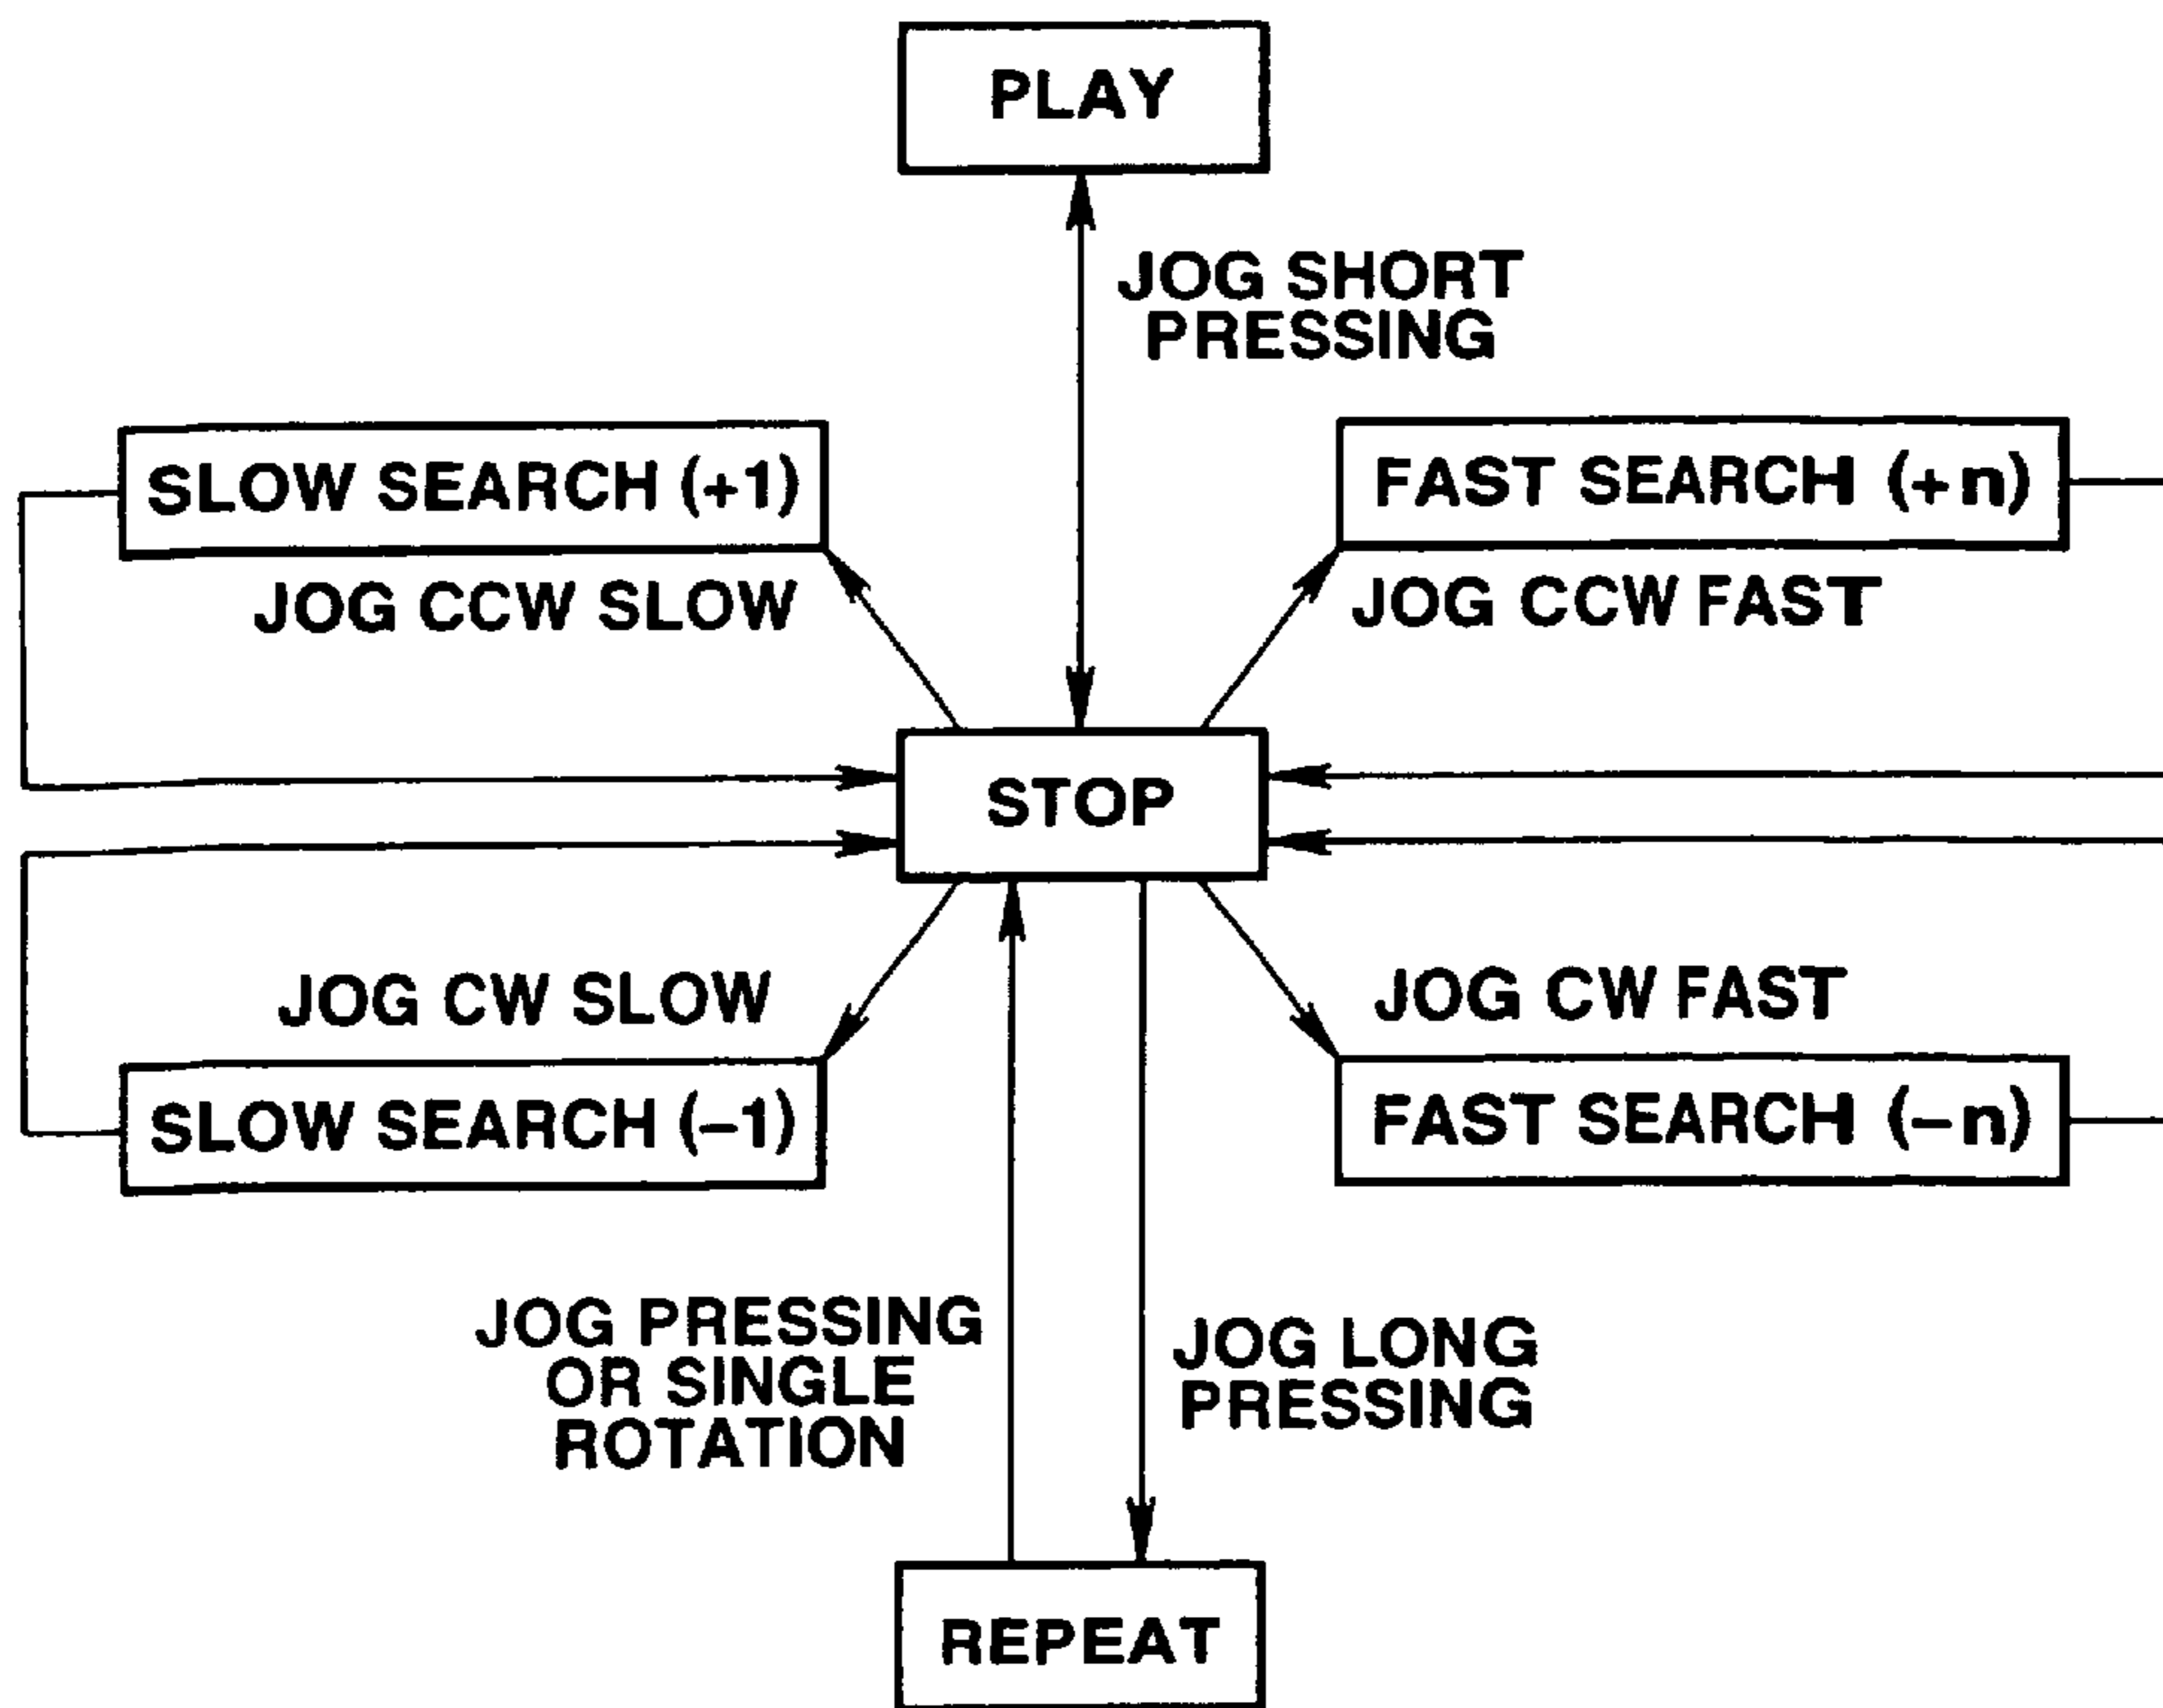 PLAY
JOG SHORT
PRESSING
SLOW SEARCH (+1)
FAST SEARCH (+n)
JOG CCW SLOW
JOG CCW FAST
STOP
JOG CW SLOW
JOG CW FAST
SLOW SEARCH (–1)
FAST SEARCH (–n)
JOG PRESSING
OR SINGLE
ROTATION
JOG LONG
PRESSING
REPEAT